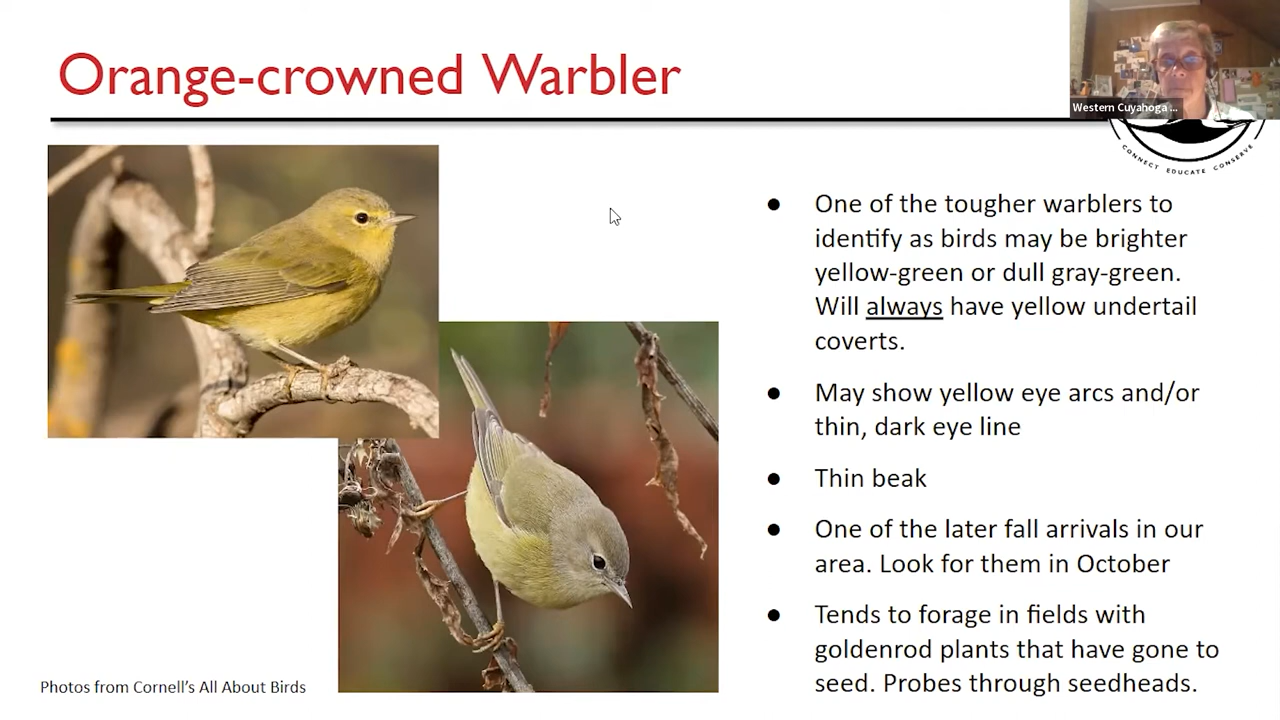 Orange-crowned Warbler
Western Cuyahoga ...
CONNECT EDUCATE CONSERVE
● One of the tougher warblers to
identify as birds may be brighter
yellow-green or dull gray-green.
Will always have yellow undertail
coverts.
● May show yellow eye arcs and/or
thin, dark eye line
● Thin beak
● One of the later fall arrivals in our
area. Look for them in October
● Tends to forage in fields with
goldenrod plants that have gone to
seed. Probes through seedheads.
Photos from Cornell's All About Birds